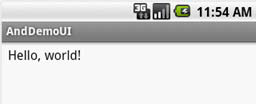 3G
11:54 AM
AndDemoUI
Hello, world!